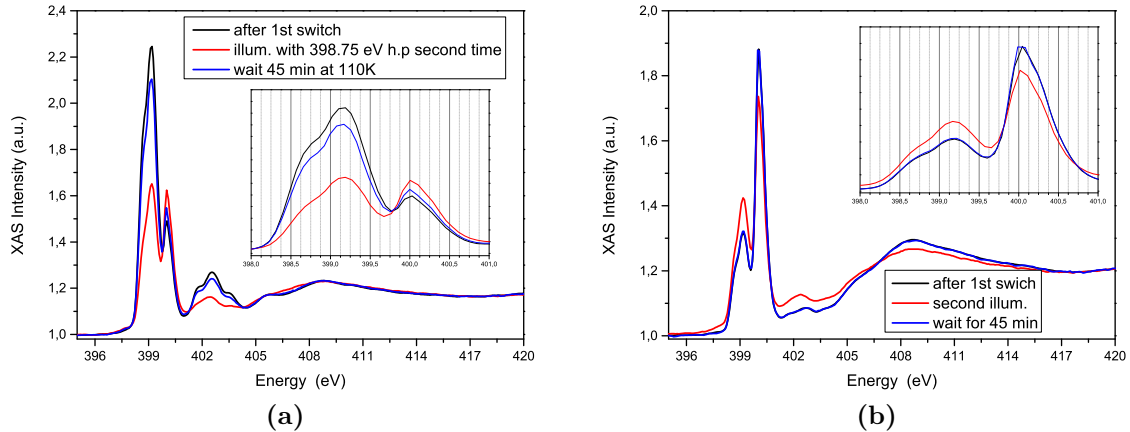 after 1st switch
illum. with 398.75 eV h.p second time
wait 45 min at 110K
2,4
2,2
2,0
1,8
1,6
1,4
1,2
1,0
XAS Intensity (a.u.)
398,0 398,5 399,0 399,5 400,0 400,5 401,0
396 399 402 405 408 411 414 417 420
Energy (eV)
(a)
2,0
1,8
1,6
1,4
1,2
1,0
XAS Intensity (a.u.)
398,0 398,5 399,0 399,5 400,0 400,5 401,0
after 1st swich
second illum.
wait for 45 min
396 399 402 405 408 411 414 417 420
Energy (eV)
(b)